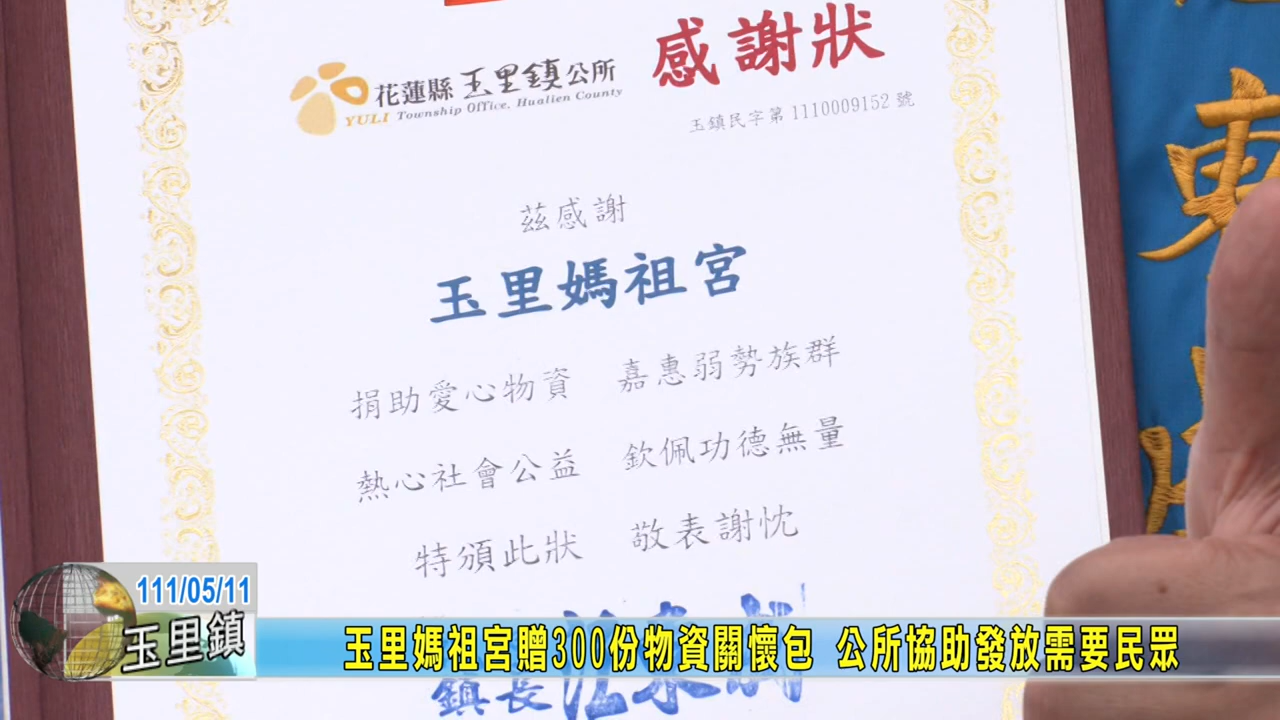 感謝狀
花蓮縣玉里鎮公所
YULI Township Office, Hualien County
玉鎮民字第1110009152號
茲感謝
玉里媽祖宮
捐助愛心物資 嘉惠弱勢族群
熱心社會公益 欽佩功德無量
特頒此狀 敬表謝忱
鎮長
111/05/11
玉里鎮
玉里媽祖宮贈300份物資關懷包 公所協助發放需要民眾